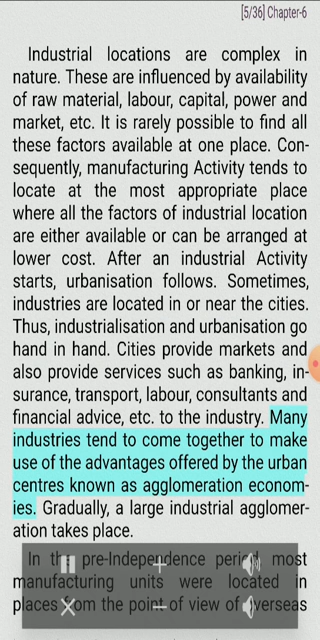 [5/36] Chapter-6
Industrial locations are complex in
nature. These are influenced by availability
of raw material, labour, capital, power and
market, etc. It is rarely possible to find all
these factors available at one place. Con-
sequently, manufacturing Activity tends to
locate at the most appropriate place
where all the factors of industrial location
are either available or can be arranged at
lower cost. After an industrial Activity
starts, urbanisation follows. Sometimes,
industries are located in or near the cities.
Thus, industrialisation and urbanisation go
hand in hand. Cities provide markets and
also provide services such as banking, in-
surance, transport, labour, consultants and
financial advice, etc. to the industry. Many
industries tend to come together to make
use of the advantages offered by the urban
centres known as agglomeration econom-
ies. Gradually, a large industrial agglomer-
ation takes place.
In the pre-Independence period, most
manufacturing units were located in
places from the point of view of overseas